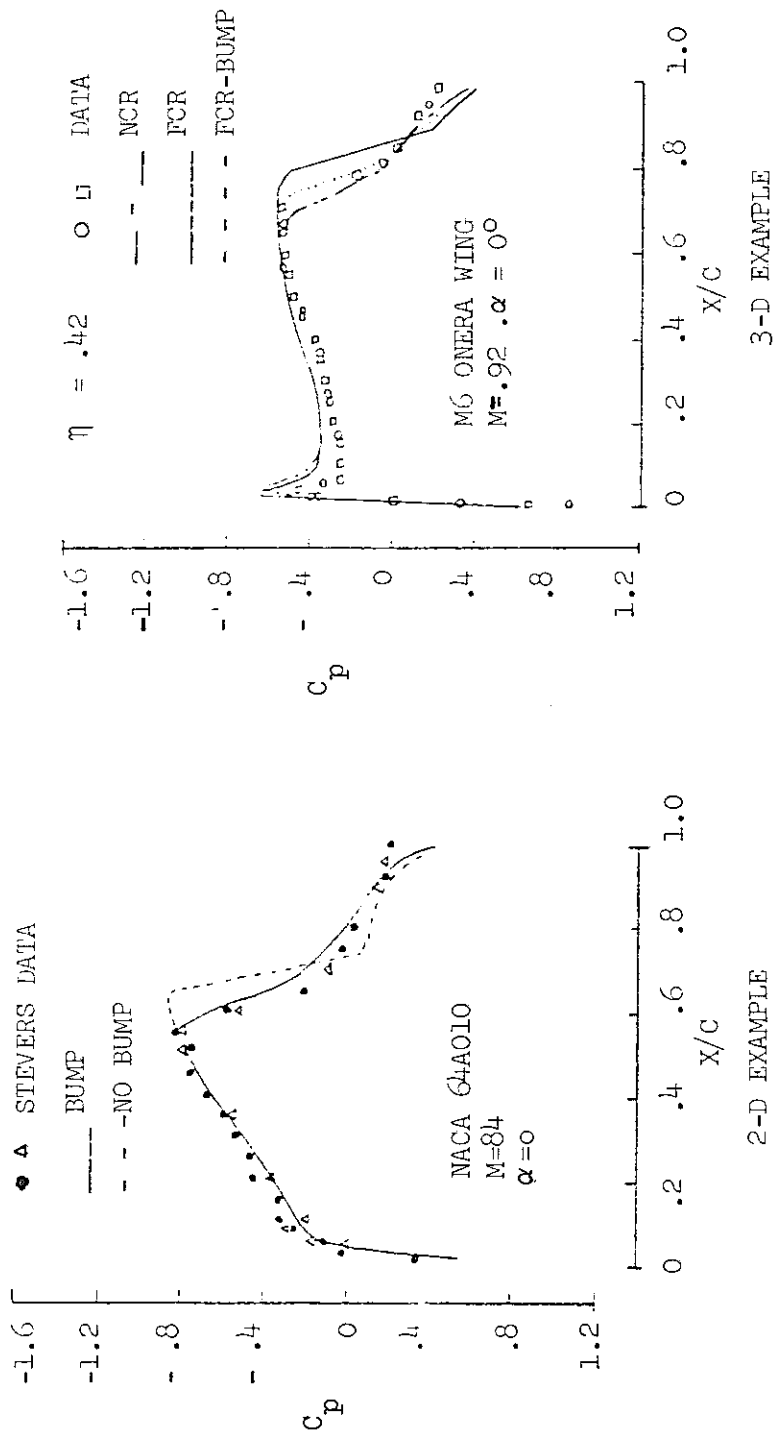 ● Δ STEVERS DATA
BUMP
NO BUMP
-1.6
-1.2
-.8
-.4
0
.4
1.2
C p
NACA 64A010
M=84
α=0
0
.2
.4
.6
.8
1.0
X/C
2-D EXAMPLE
η = .42
O □ DATA
NCR
FCR
FCR-BUMP
-1.6
-1.2
-.8
-.4
0
.4
.8
1.2
C p
M6 ONERA WING
M=.92 .α = 0°
0
.2
.4
.6
.8
1.0
X/C
3-D EXAMPLE